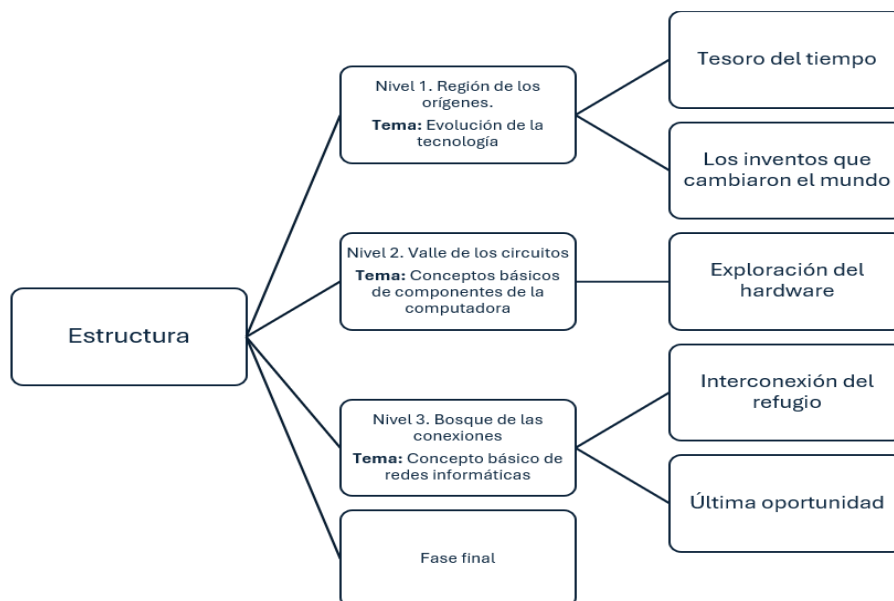 Estructura
Nivel 1. Región de los
orígenes.
Tema: Evolución de la
tecnología
Tesoro del tiempo
Los inventos que
cambiaron el mundo
Nivel 2. Valle de los circuitos
Tema: Conceptos básicos
de componentes de la
computadora
Exploración del
hardware
Nivel 3. Bosque de las
conexiones
Tema: Concepto básico de
redes informáticas
Interconexión del
refugio
Última oportunidad
Fase final